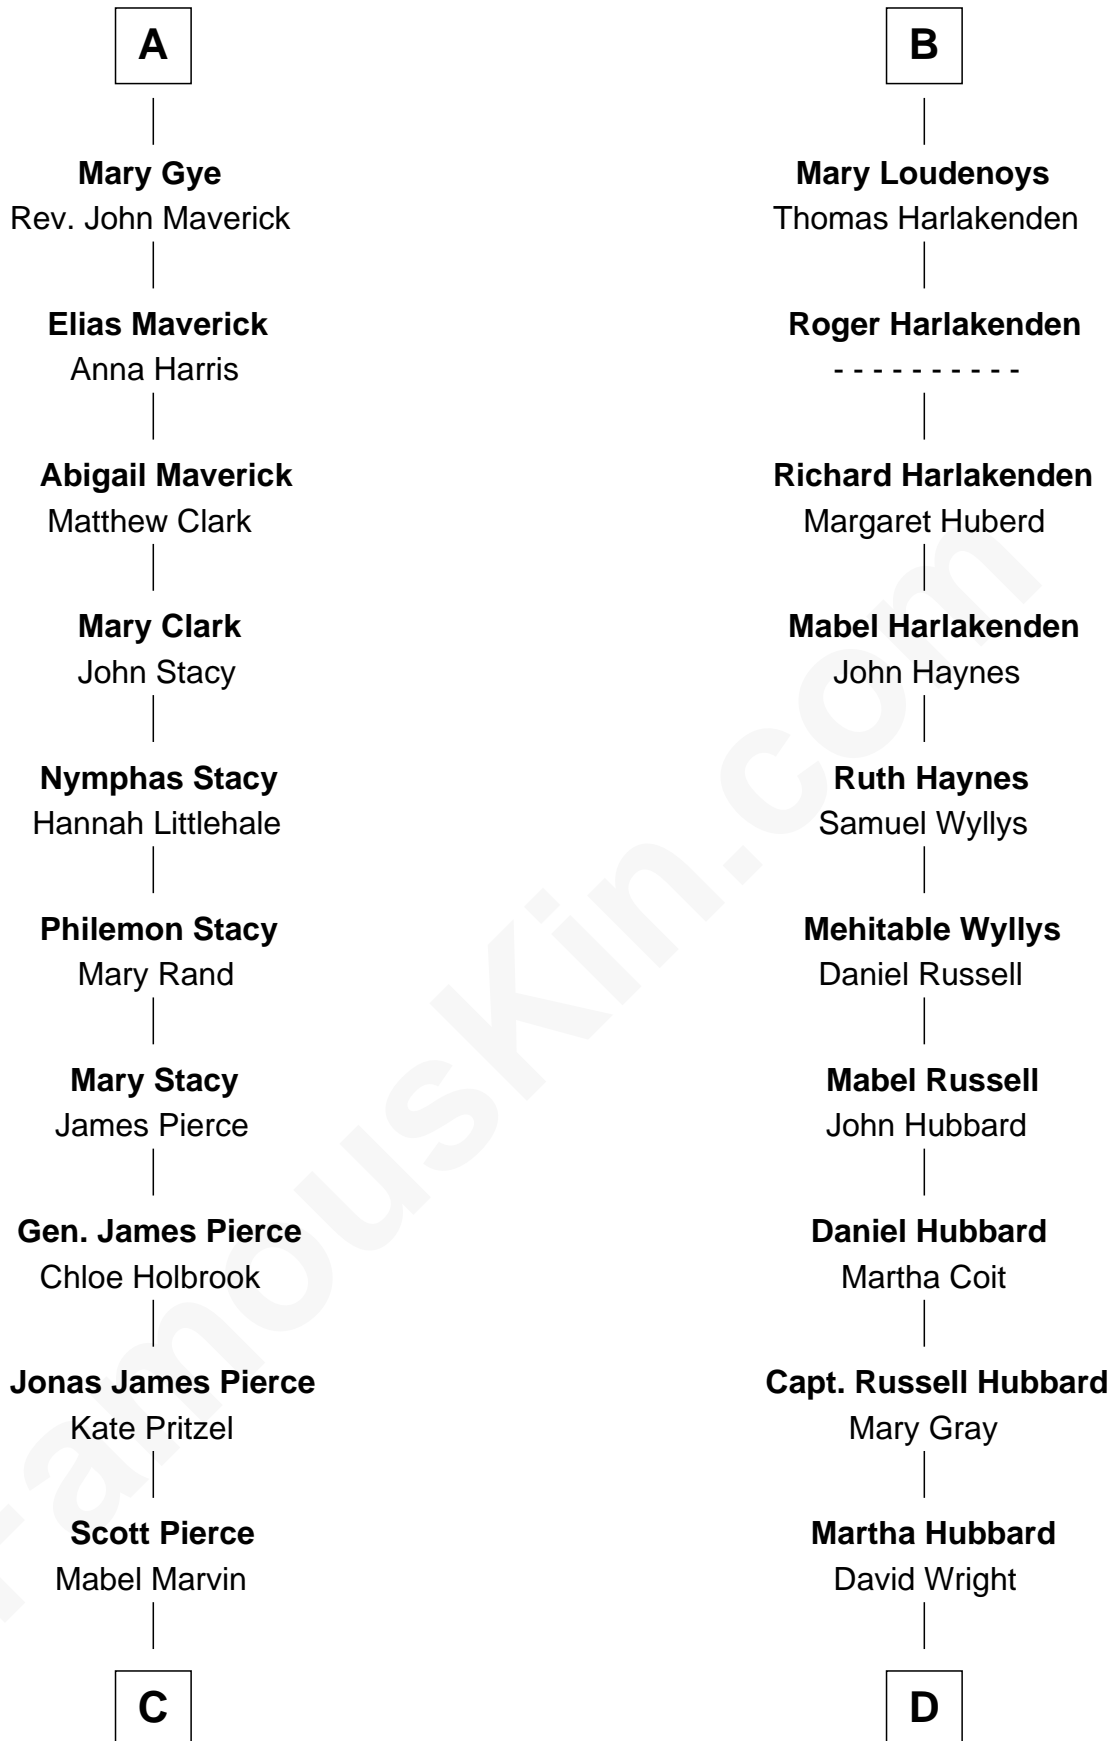 A
Mary Gye
Rev. John Maverick
Elias Maverick
Anna Harris
Abigail Maverick
Matthew Clark
Mary Clark
John Stacy
Nymphas Stacy
Hannah Littlehale
Philemon Stacy
Mary Rand
Mary Stacy
James Pierce
Gen. James Pierce
Chloe Holbrook
Jonas James Pierce
Kate Pritzel
Scott Pierce
Mabel Marvin
C
B
Mary Loudenoys
Thomas Harlakenden
Roger Harlakenden
- - - - - - - - - -
Richard Harlakenden
Margaret Huberd
Mabel Harlakenden
John Haynes
Ruth Haynes
Samuel Wyllys
Mehitable Wyllys
Daniel Russell
Mabel Russell
John Hubbard
Daniel Hubbard
Martha Coit
Capt. Russell Hubbard
Mary Gray
Martha Hubbard
David Wright
D
FamousKin.com